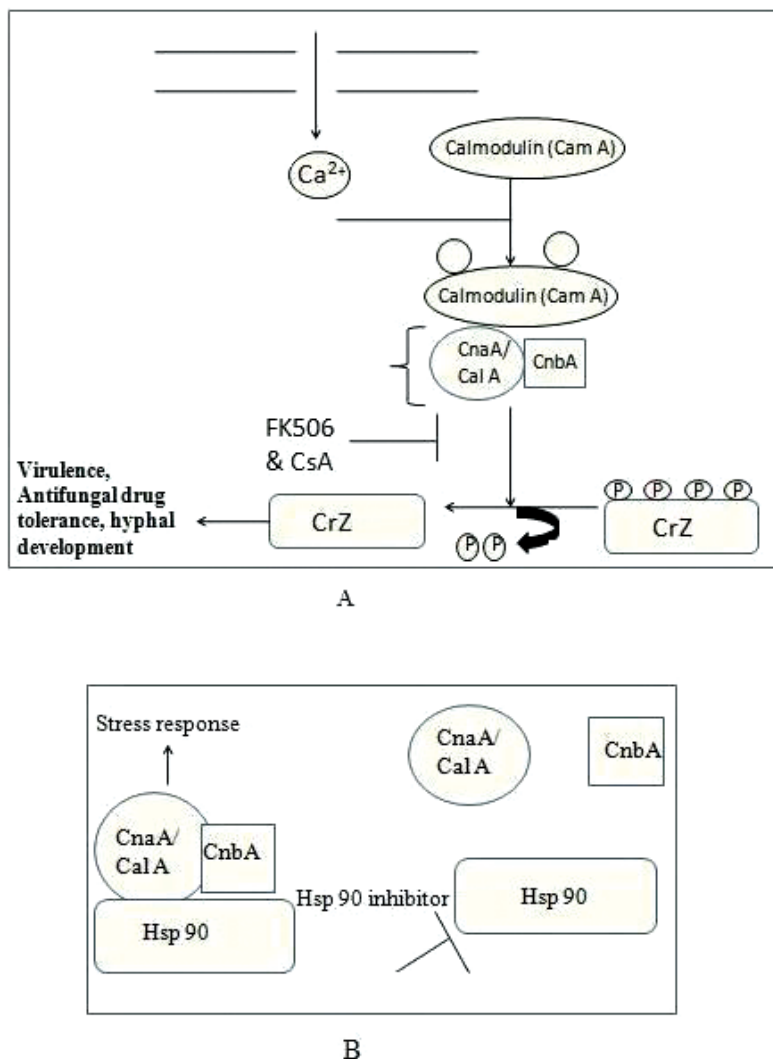 Ca2+
Calmodulin (Cam A)
Calmodulin (Cam A)
CnaA/
Cal A
CnbA
FK506
& CsA
Virulence,
Antifungal drug
tolerance, hyphal
development
CrZ
P P
P P P P
CrZ
A
Stress response
CnaA/
Cal A
CnbA
Hsp 90
CnaA/
Cal A
CnbA
Hsp 90 inhibitor
Hsp 90
B